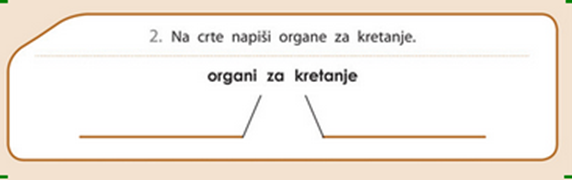 2. Na crte napiši organe za kretanje.
organi za kretanje